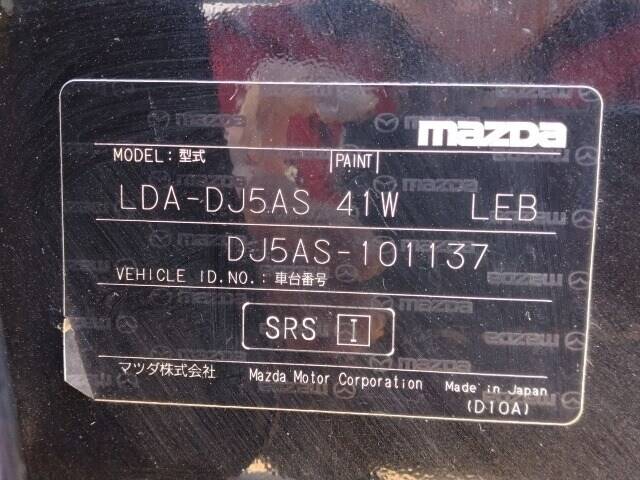 mazda
MODEL: 型式 PAINT
LDA-DJ5AS 41W LEB
DJ5AS-101137
VEHICLE ID.NO.: 車台番号
SRS I
マツダ株式会社 Mazda Motor Corporation Made in Japan
(D10A)